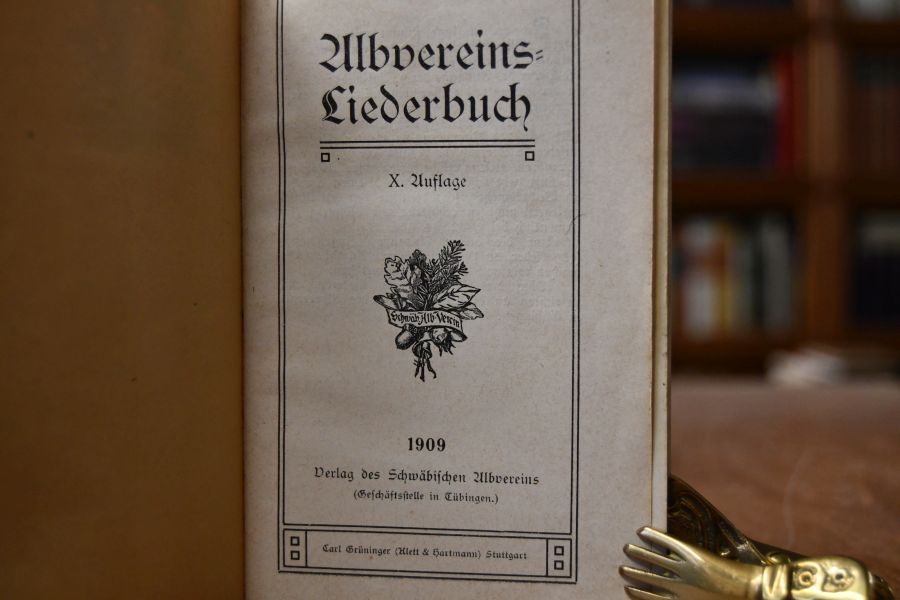 Albvereins-
Liederbuch
X. Auflage
Schwäb. Alb-Verein
1909
Verlag des Schwäbischen Albvereins
(Geschäftsstelle in Tübingen.)
Carl Grüninger (Klett & Hartmann) Stuttgart